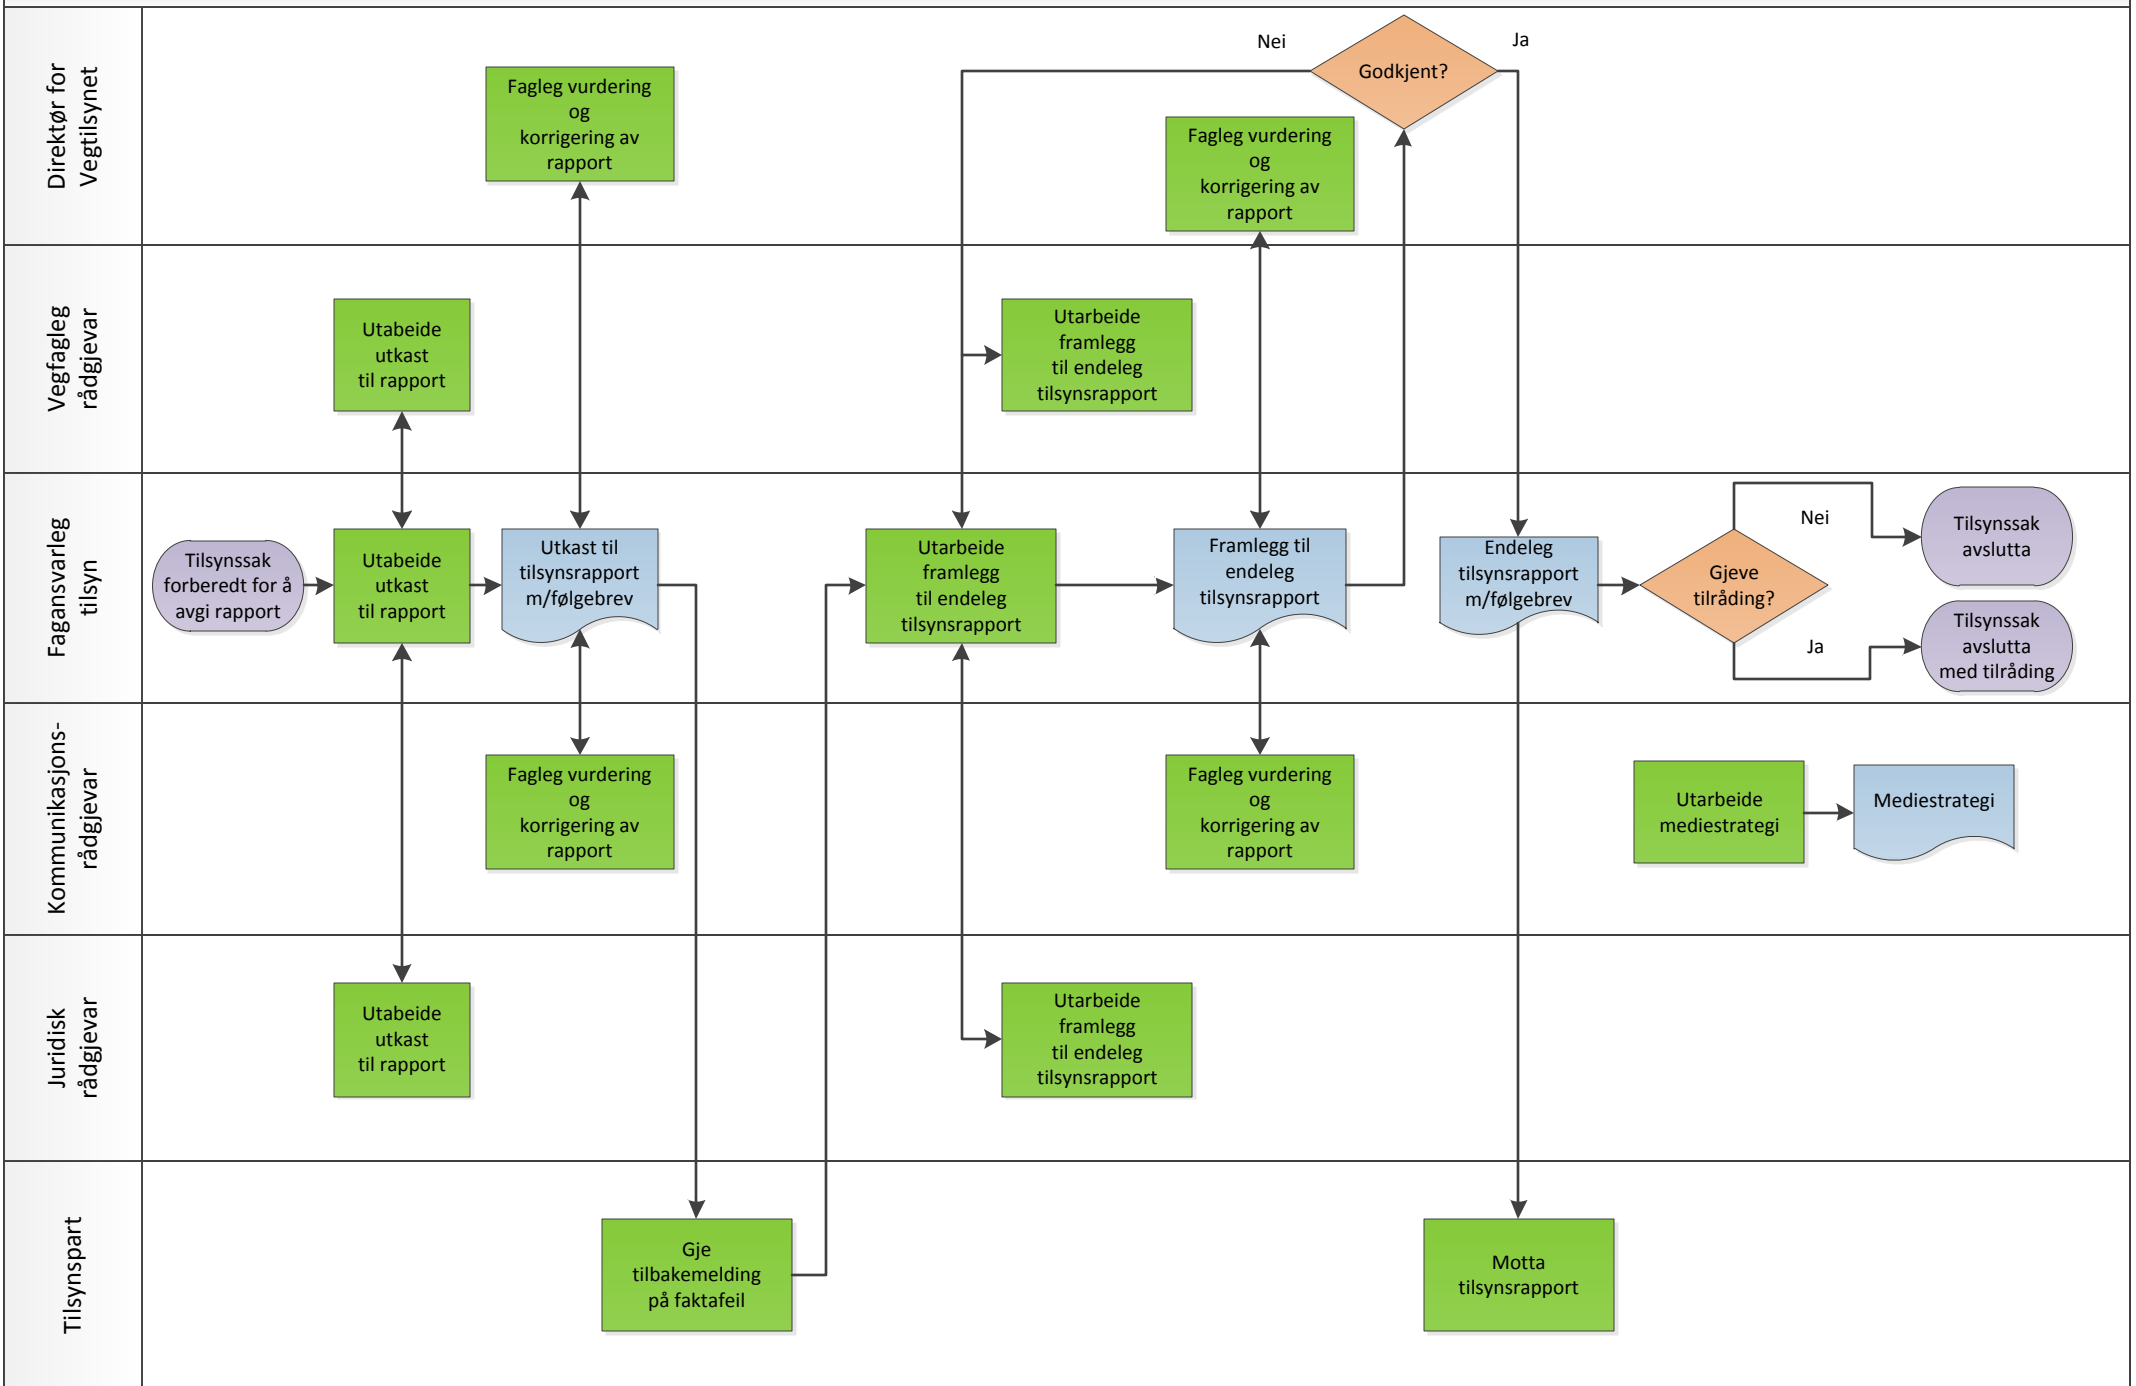 Direktør for
Vegtilsynet
Fagleg vurdering
og
korrigering av
rapport
Nei
Godkjent?
Ja
Fagleg vurdering
og
korrigering av
rapport
Vegfagleg
rådgjevar
Utabeide
utkast
til rapport
Utarbeide
framlegg
til endeleg
tilsynsrapport
Fagansvarleg
tilsyn
Tilsynssak
forberedt for å
avgi rapport
Utabeide
utkast
til rapport
Utkast til
tilsynsrapport
m/følgebrev
Utarbeide
framlegg
til endeleg
tilsynsrapport
Framlegg til
endeleg
tilsynsrapport
Endeleg
tilsynsrapport
m/følgebrev
Gjeve
tilråding?
Nei
Tilsynssak
avslutta
Ja
Tilsynssak
avslutta
med tilråding
Kommunikasjons-
rådgjevar
Fagleg vurdering
og
korrigering av
rapport
Fagleg vurdering
og
korrigering av
rapport
Utarbeide
mediestrategi
Mediestrategi
Juridisk
rådgjevar
Utabeide
utkast
til rapport
Utarbeide
framlegg
til endeleg
tilsynsrapport
Tilsynspart
Gje
tilbakemelding
på faktafeil
Motta
tilsynsrapport